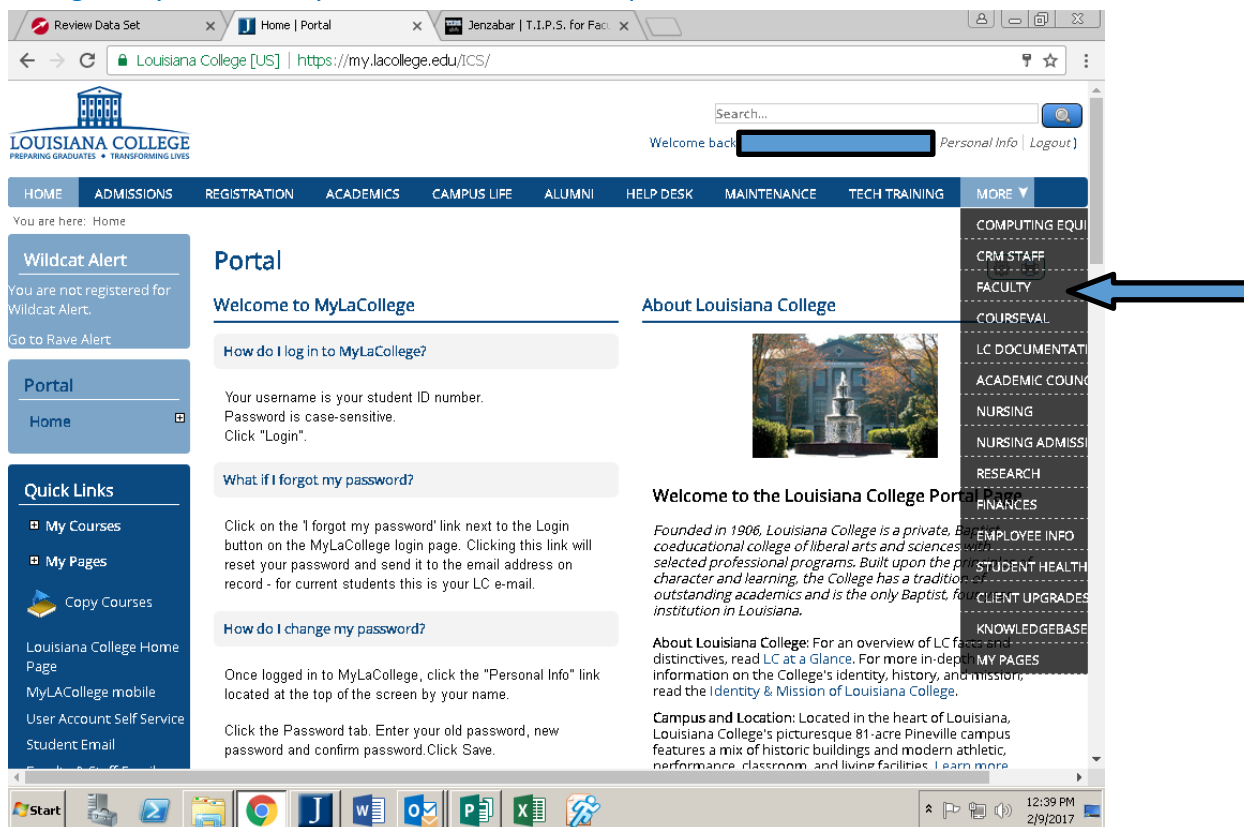 Review Data Set
Home | Portal
Jenzabar | T.I.P.S. for Facu
Louisiana College [US] | https://my.lacollege.edu/ICS/
LOUISIANA COLLEGE
PREPARING GRADUATES • TRANSFORMING LIVES
Search...
Welcome back
Personal Info | Logout )
HOME ADMISSIONS REGISTRATION ACADEMICS CAMPUS LIFE ALUMNI HELP DESK MAINTENANCE TECH TRAINING MORE
You are here: Home
COMPUTING EQUI
CRM STAFF
FACULTY
COURSEVAL
LC DOCUMENTATI
ACADEMIC COUNC
NURSING
NURSING ADMISSI
RESEARCH
FINANCES
EMPLOYEE INFO
STUDENT HEALTH
CLIENT UPGRADES
KNOWLEDGEBASE
MY PAGES
Wildcat Alert
You are not registered for
Wildcat Alert.
Go to Rave Alert
Portal
Home
Quick Links
My Courses
My Pages
Copy Courses
Louisiana College Home
Page
MyLACollege mobile
User Account Self Service
Student Email
Portal
Welcome to MyLaCollege
How do I log in to MyLaCollege?
Your username is your student ID number.
Password is case-sensitive.
Click "Login".
What if I forgot my password?
Click on the 'I forgot my password' link next to the Login
button on the MyLaCollege login page. Clicking this link will
reset your password and send it to the email address on
record - for current students this is your LC e-mail.
How do I change my password?
Once logged in to MyLaCollege, click the "Personal Info" link
located at the top of the screen by your name.
Click the Password tab. Enter your old password, new
password and confirm password.Click Save.
About Louisiana College
Welcome to the Louisiana College Portal Page
Founded in 1906, Louisiana College is a private, Baptist,
coeducational college of liberal arts and sciences with
selected professional programs. Built upon the principles of
character and learning, the College has a tradition of
outstanding academics and is the only Baptist, four-year
institution in Louisiana.
About Louisiana College: For an overview of LC facts and
distinctives, read LC at a Glance. For more in-depth
information on the College's identity, history, and mission,
read the Identity & Mission of Louisiana College.
Campus and Location: Located in the heart of Louisiana,
Louisiana College's picturesque 81-acre Pineville campus
features a mix of historic buildings and modern athletic,
performance, classroom, and living facilities. Learn more
Start
12:39 PM
2/9/2017